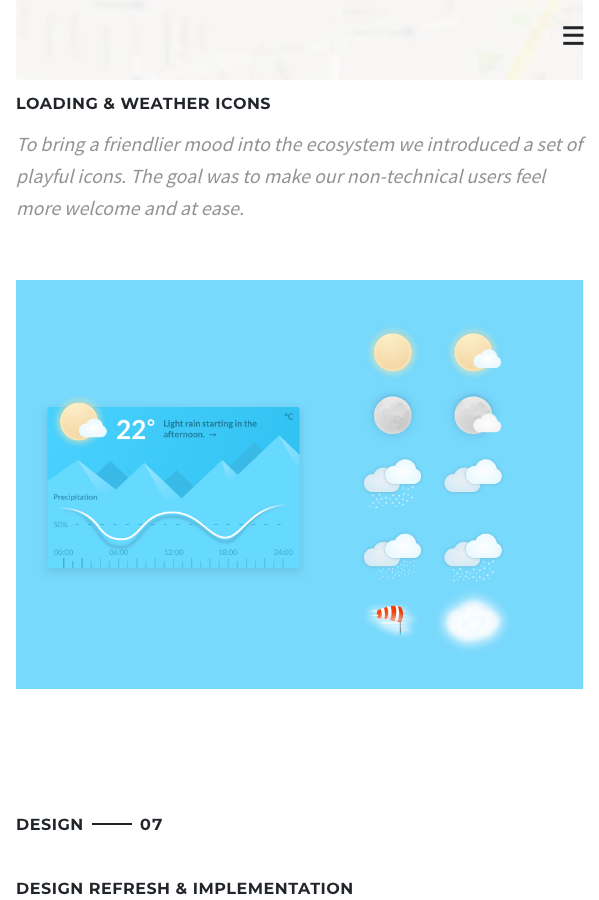 LOADING & WEATHER ICONS
To bring a friendlier mood into the ecosystem we introduced a set of
playful icons. The goal was to make our non-technical users feel
more welcome and at ease.
°C
22° Light rain starting in the
afternoon. →
Precipitation
50%
00:00 06:00 12:00 18:00 24:00
DESIGN 07
DESIGN REFRESH & IMPLEMENTATION